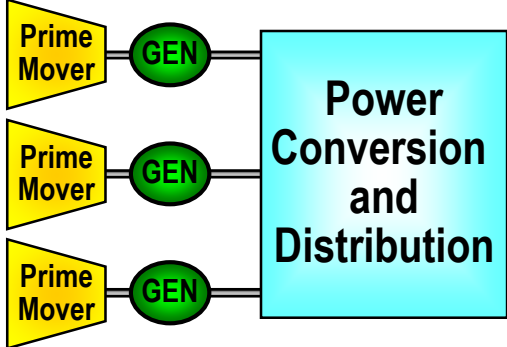 Prime
Mover
GEN
Prime
Mover
GEN
Prime
Mover
GEN
Power
Conversion
and
Distribution